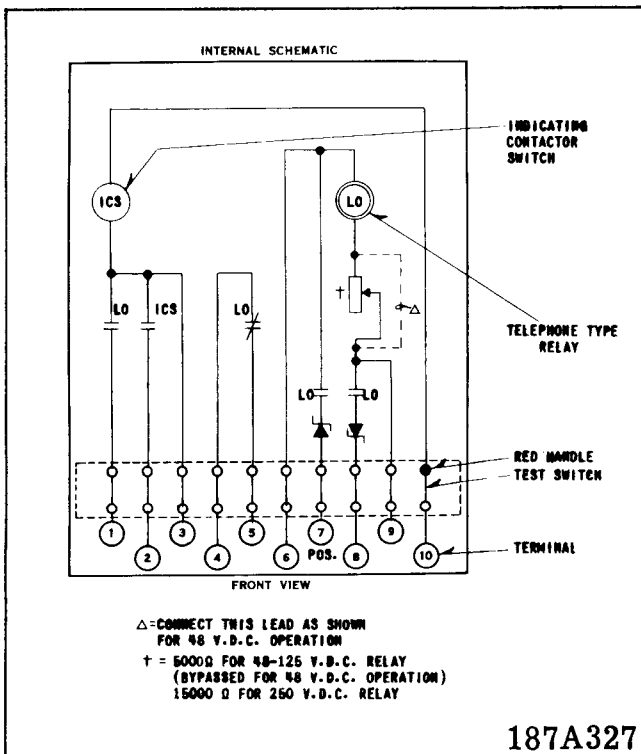 INTERNAL SCHEMATIC
INDICATING
CONTACTOR
SWITCH
ICS
LO
†
△
LO
ICS
LO
TELEPHONE TYPE
RELAY
LO
LO
RED HANDLE
TEST SWITCH
1
3
5
7
9
2
4
6
POS.
8
10
TERMINAL
FRONT VIEW
△=CONNECT THIS LEAD AS SHOWN
FOR 48 V.D.C. OPERATION
† = 5000Ω FOR 48-125 V.D.C. RELAY
(BYPASSED FOR 48 V.D.C. OPERATION)
15000 Ω FOR 250 V.D.C. RELAY
187A327